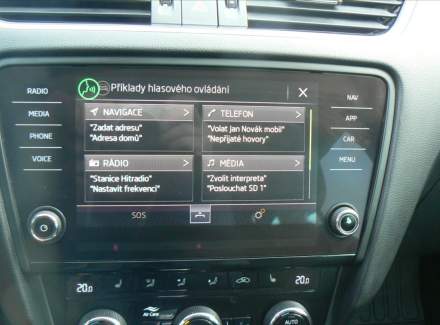 RADIO
MEDIA
PHONE
VOICE
Příklady hlasového ovládání
NAVIGACE
"Zadat adresu"
"Adresa domů"
TELEFON
"Volat Jan Novák mobil"
"Nepřijaté hovory"
RÁDIO
"Stanice Hitradio"
"Nastavit frekvenci"
MÉDIA
"Zvolit interpreta"
"Poslouchat SD 1"
SOS
NAV
APP
CAR
MENU
20.0
20.0
Air Care
AUTO